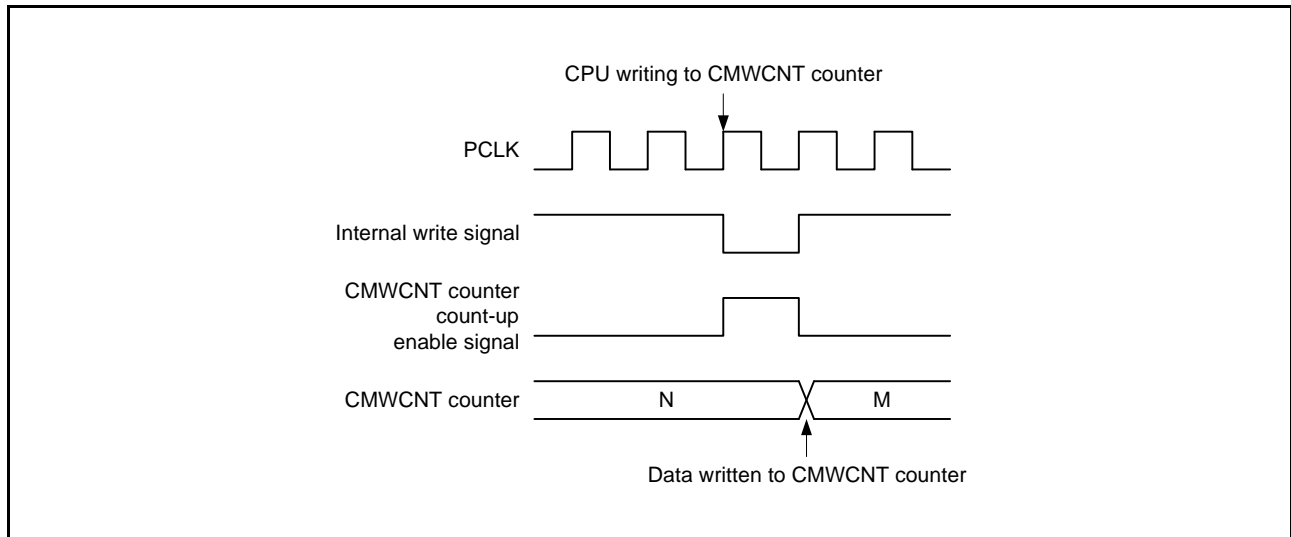 CPU writing to CMWCNT counter
PCLK
Internal write signal
CMWCNT counter
count-up
enable signal
CMWCNT counter
N
M
Data written to CMWCNT counter